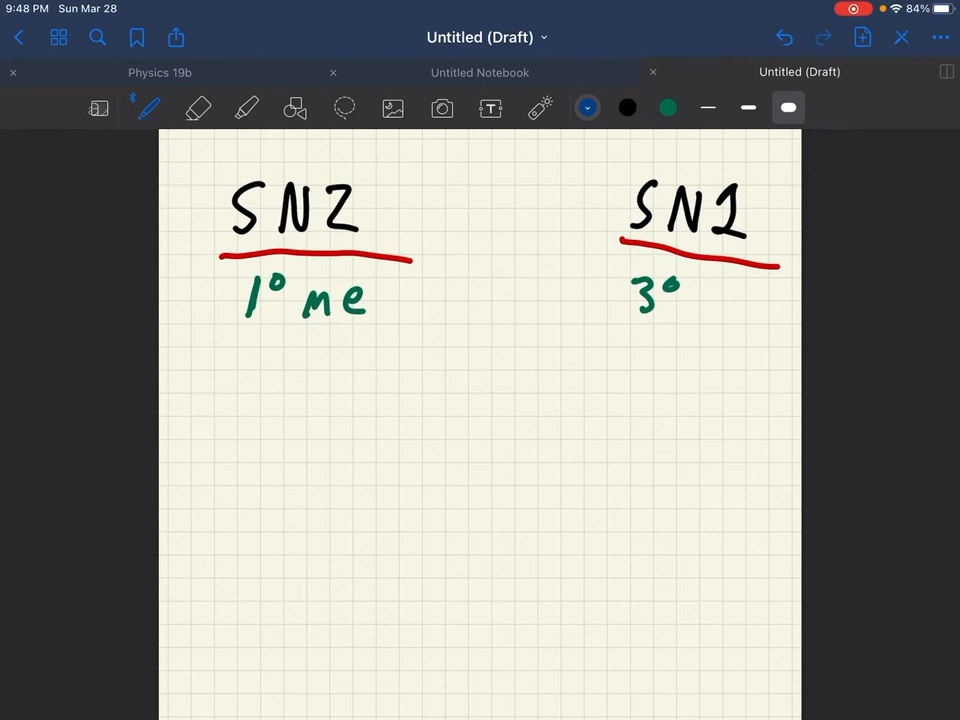 9:48 PM Sun Mar 28 84%
Untitled (Draft)
Physics 19b Untitled Notebook Untitled (Draft)
T
SN2 SN1
1° me 3°